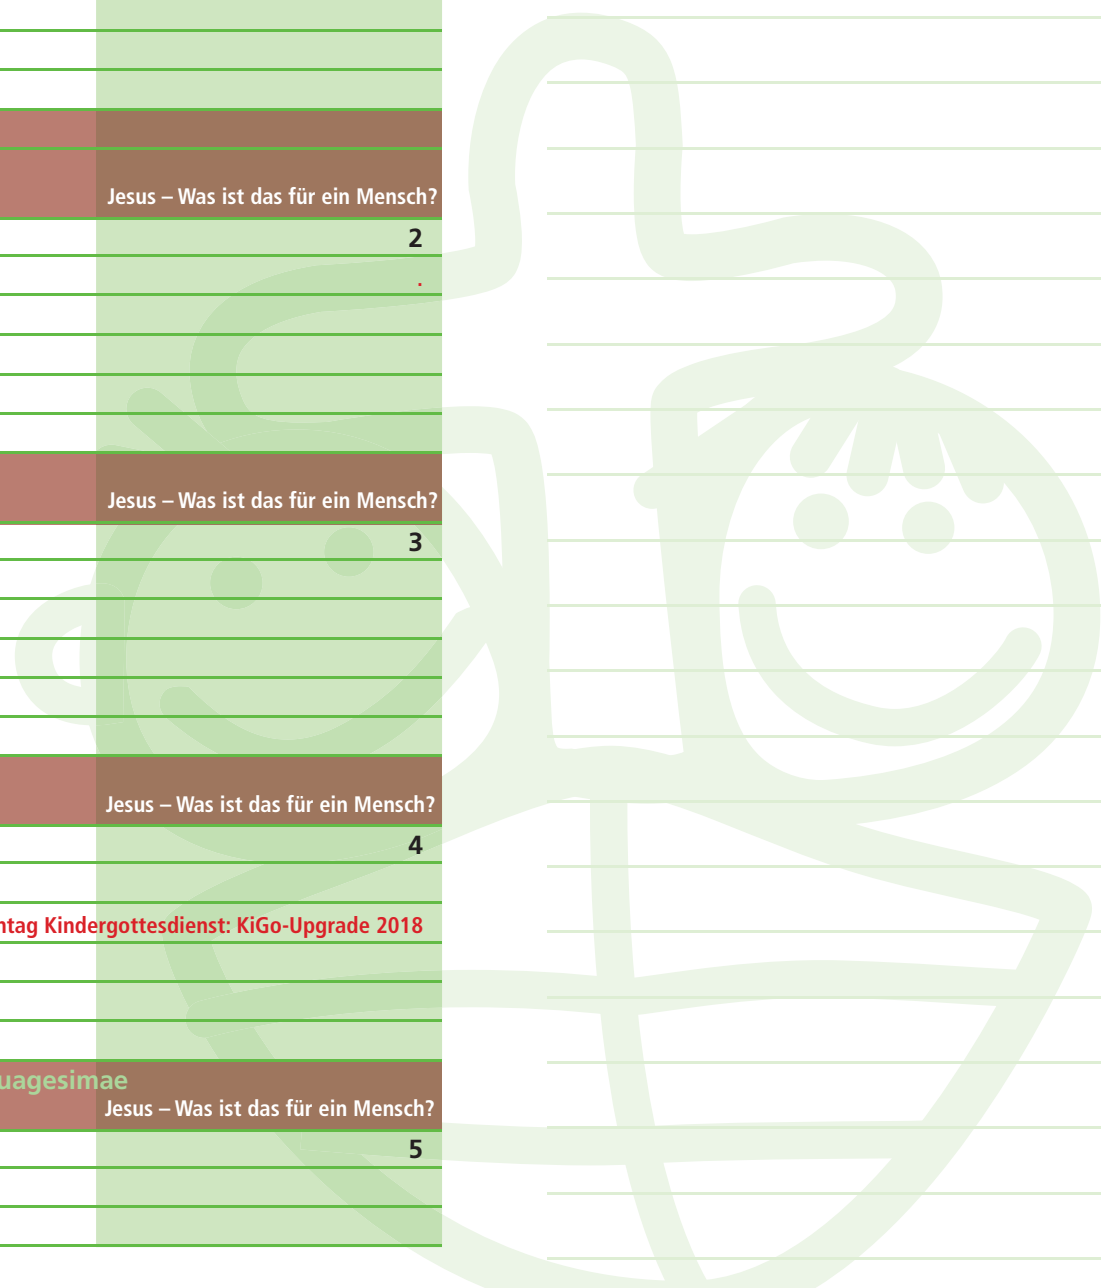 Jesus – Was ist das für ein Mensch?
2
.
Jesus – Was ist das für ein Mensch?
3
Jesus – Was ist das für ein Mensch?
4
ntag Kindergottesdienst: KiGo-Upgrade 2018
uagesimae
Jesus – Was ist das für ein Mensch?
5